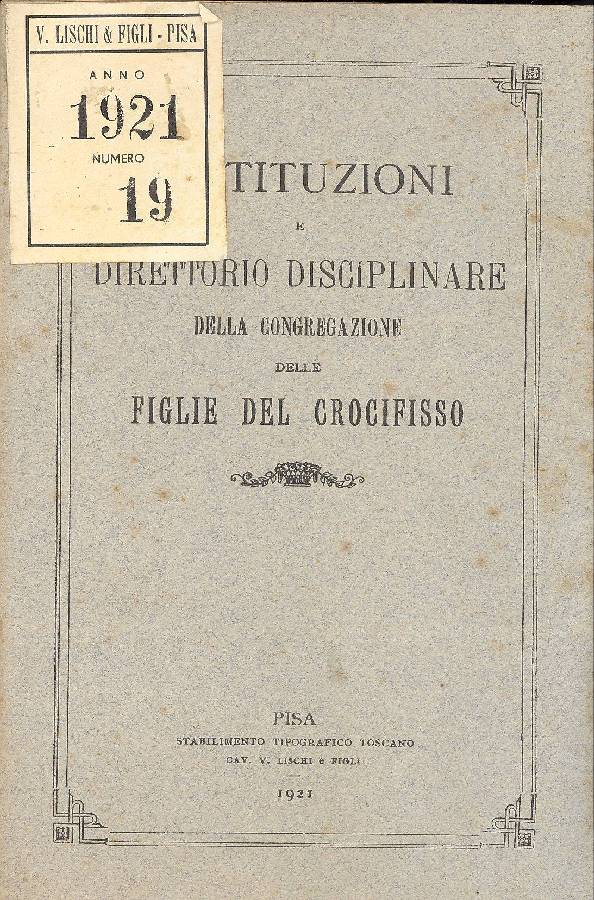 V. LISCHI & FIGLI - PISA
ANNO
1921
NUMERO
19
TITUZIONI
E
DIRETTORIO DISCIPLINARE
DELLA CONGREGAZIONE
DELLE
FIGLIE DEL CROCIFISSO
PISA
STABILIMENTO TIPOGRAFICO TOSCANO
CAV. V. LISCHI e FIGLI
1921